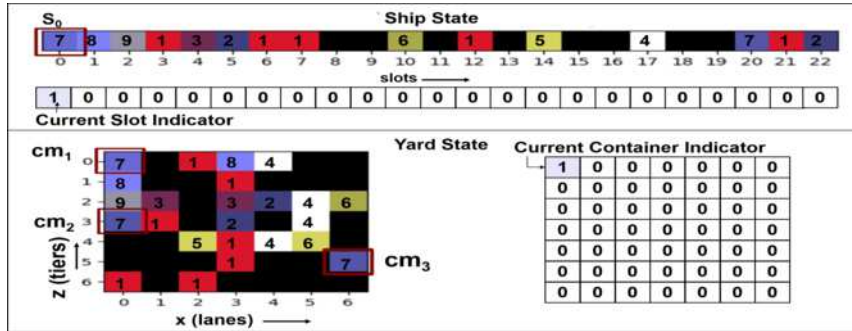 S₀ Ship State
7 8 9 1 3 2 1 1 6 1 5 4 7 1 2
0 1 2 3 4 5 6 7 8 9 10 11 12 13 14 15 16 17 18 19 20 21 22
slots
1 0 0 0 0 0 0 0 0 0 0 0 0 0 0 0 0 0 0 0
Current Slot Indicator
Yard State
cm₁
cm₂
cm₃
z (tiers)
0 7 1 8 4
1 8 1
2 9 3 3 2 4 6
3 7 1 2 4
4 5 1 4 6
5 1 7
6 1 1
0 1 2 3 4 5 6
x (lanes)
Current Container Indicator
1 0 0 0 0 0 0
0 0 0 0 0 0 0
0 0 0 0 0 0 0
0 0 0 0 0 0 0
0 0 0 0 0 0 0
0 0 0 0 0 0 0
0 0 0 0 0 0 0